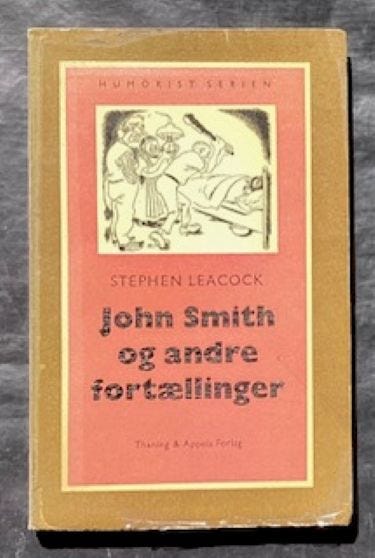 HUMORIST SERIEN
STEPHEN LEACOCK
John Smith
og andre
fortællinger
Thaning & Appels Forlag